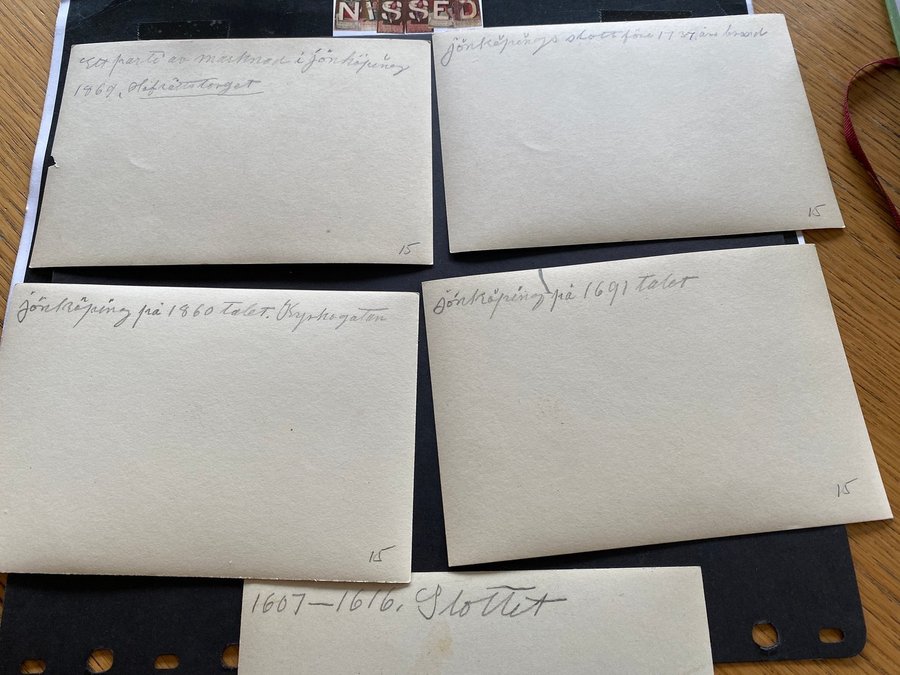 NISSED
Ett parti av marknad i Jönköping
1869, Hofrättstorget
15
Jönköpings slott före 1737 års brand
15
Jönköping på 1860 talet. Kyrkogatan
15
Jönköping på 1691 talet
15
1607—1616. Slottet